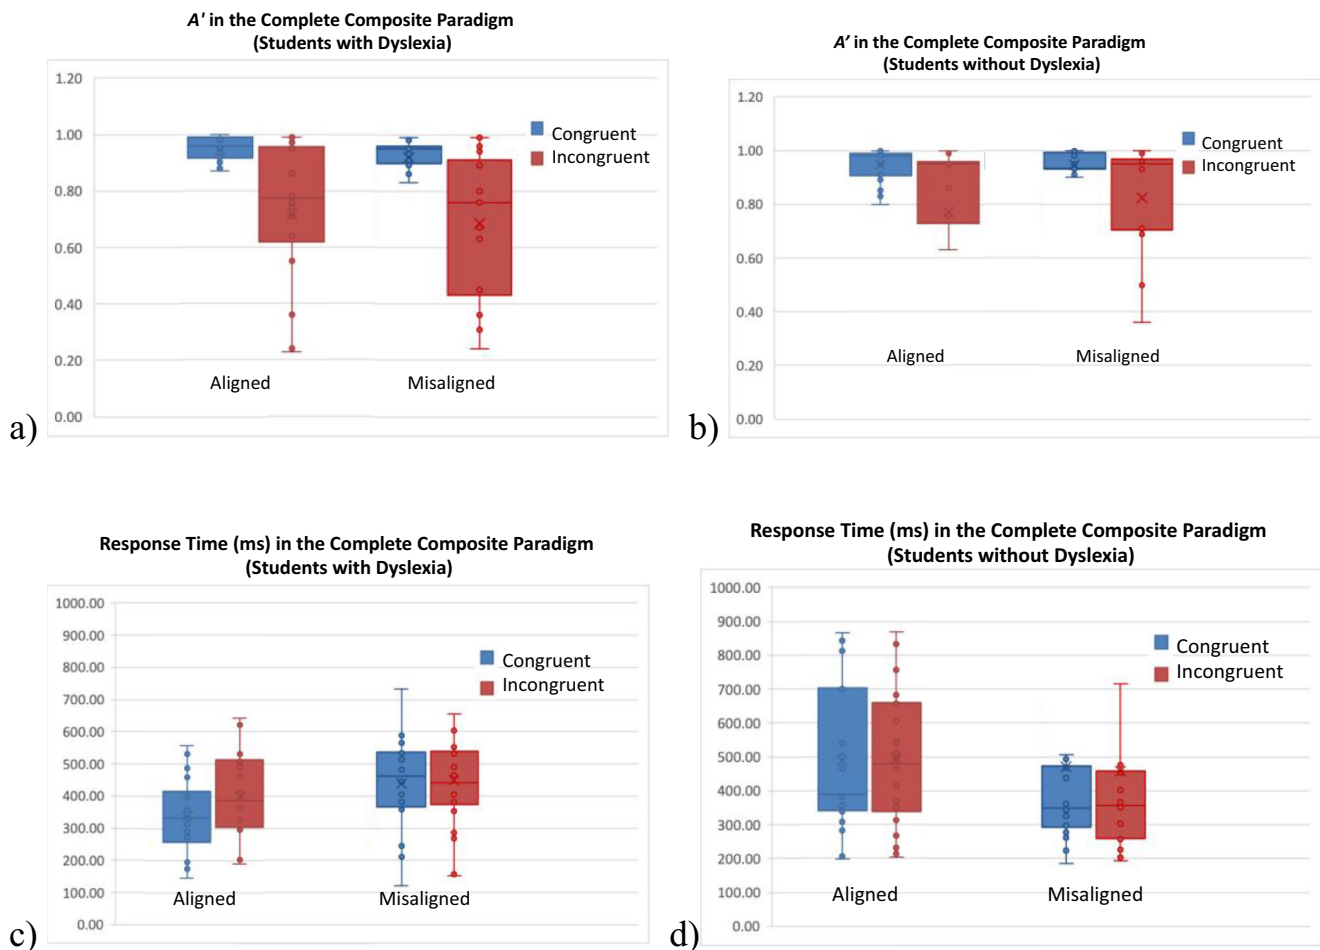 A' in the Complete Composite Paradigm
(Students with Dyslexia)
1.20
1.00
0.80
0.60
0.40
0.20
0.00
Congruent
Incongruent
Aligned
Misaligned
a)
A′ in the Complete Composite Paradigm
(Students without Dyslexia)
1.20
1.00
0.80
0.60
0.40
0.20
0.00
Congruent
Incongruent
Aligned
Misaligned
b)
Response Time (ms) in the Complete Composite Paradigm
(Students with Dyslexia)
1000.00
900.00
800.00
700.00
600.00
500.00
400.00
300.00
200.00
100.00
0.00
Congruent
Incongruent
Aligned
Misaligned
c)
Response Time (ms) in the Complete Composite Paradigm
(Students without Dyslexia)
1000.00
900.00
800.00
700.00
600.00
500.00
400.00
300.00
200.00
100.00
0.00
Congruent
Incongruent
Aligned
Misaligned
d)